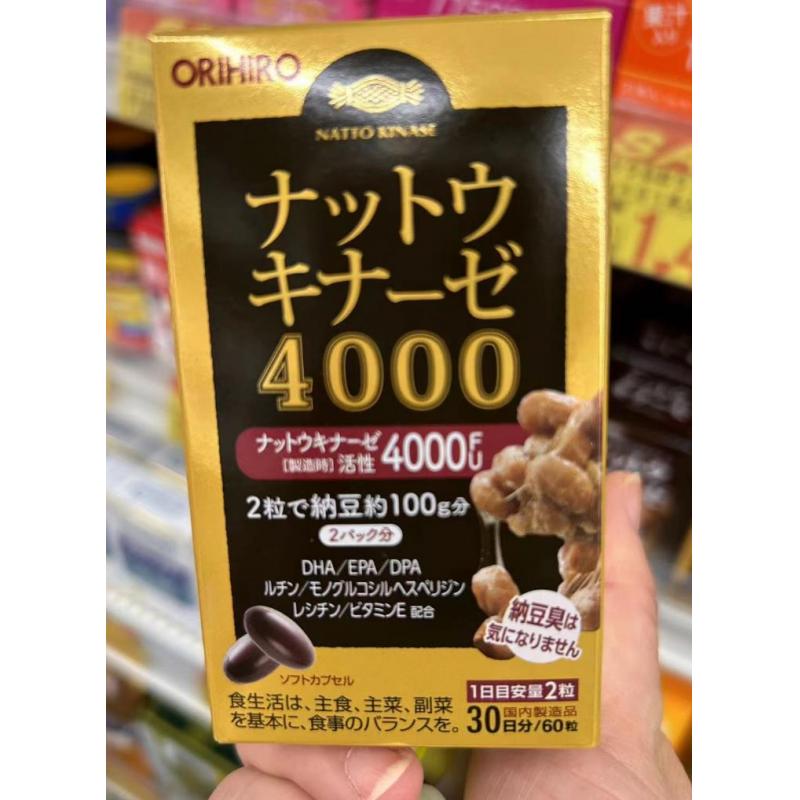 ORIHIRO
NATTO KINASE
ナットウ
キナーゼ
4000
ナットウキナーゼ
[製造時] 活性 4000FU
2粒で納豆約100g分
2パック分
DHA/EPA/DPA
ルチン/モノグルコシルヘスペリジン
レシチン/ビタミンE 配合
納豆臭は
気になりません
ソフトカプセル
食生活は、主食、主菜、副菜
を基本に、食事のバランスを。
1日目安量2粒
国内製造品
30日分/60粒
果汁